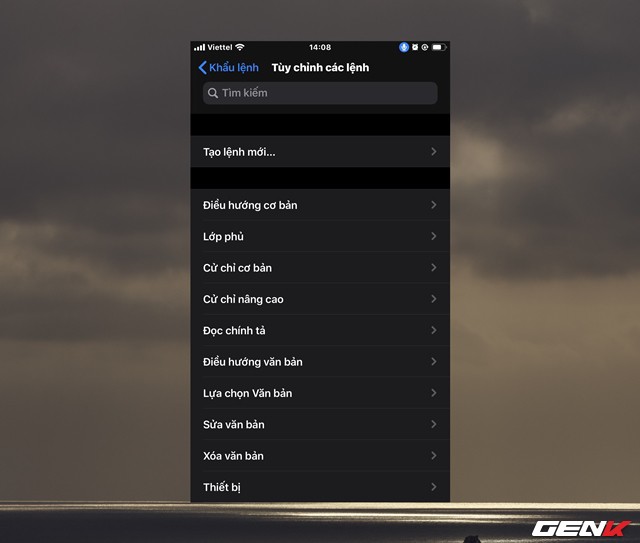 Viettel 14:08
Khẩu lệnh Tùy chỉnh các lệnh
Tìm kiếm
Tạo lệnh mới...
Điều hướng cơ bản
Lớp phủ
Cử chỉ cơ bản
Cử chỉ nâng cao
Đọc chính tả
Điều hướng văn bản
Lựa chọn Văn bản
Sửa văn bản
Xóa văn bản
Thiết bị
GENK